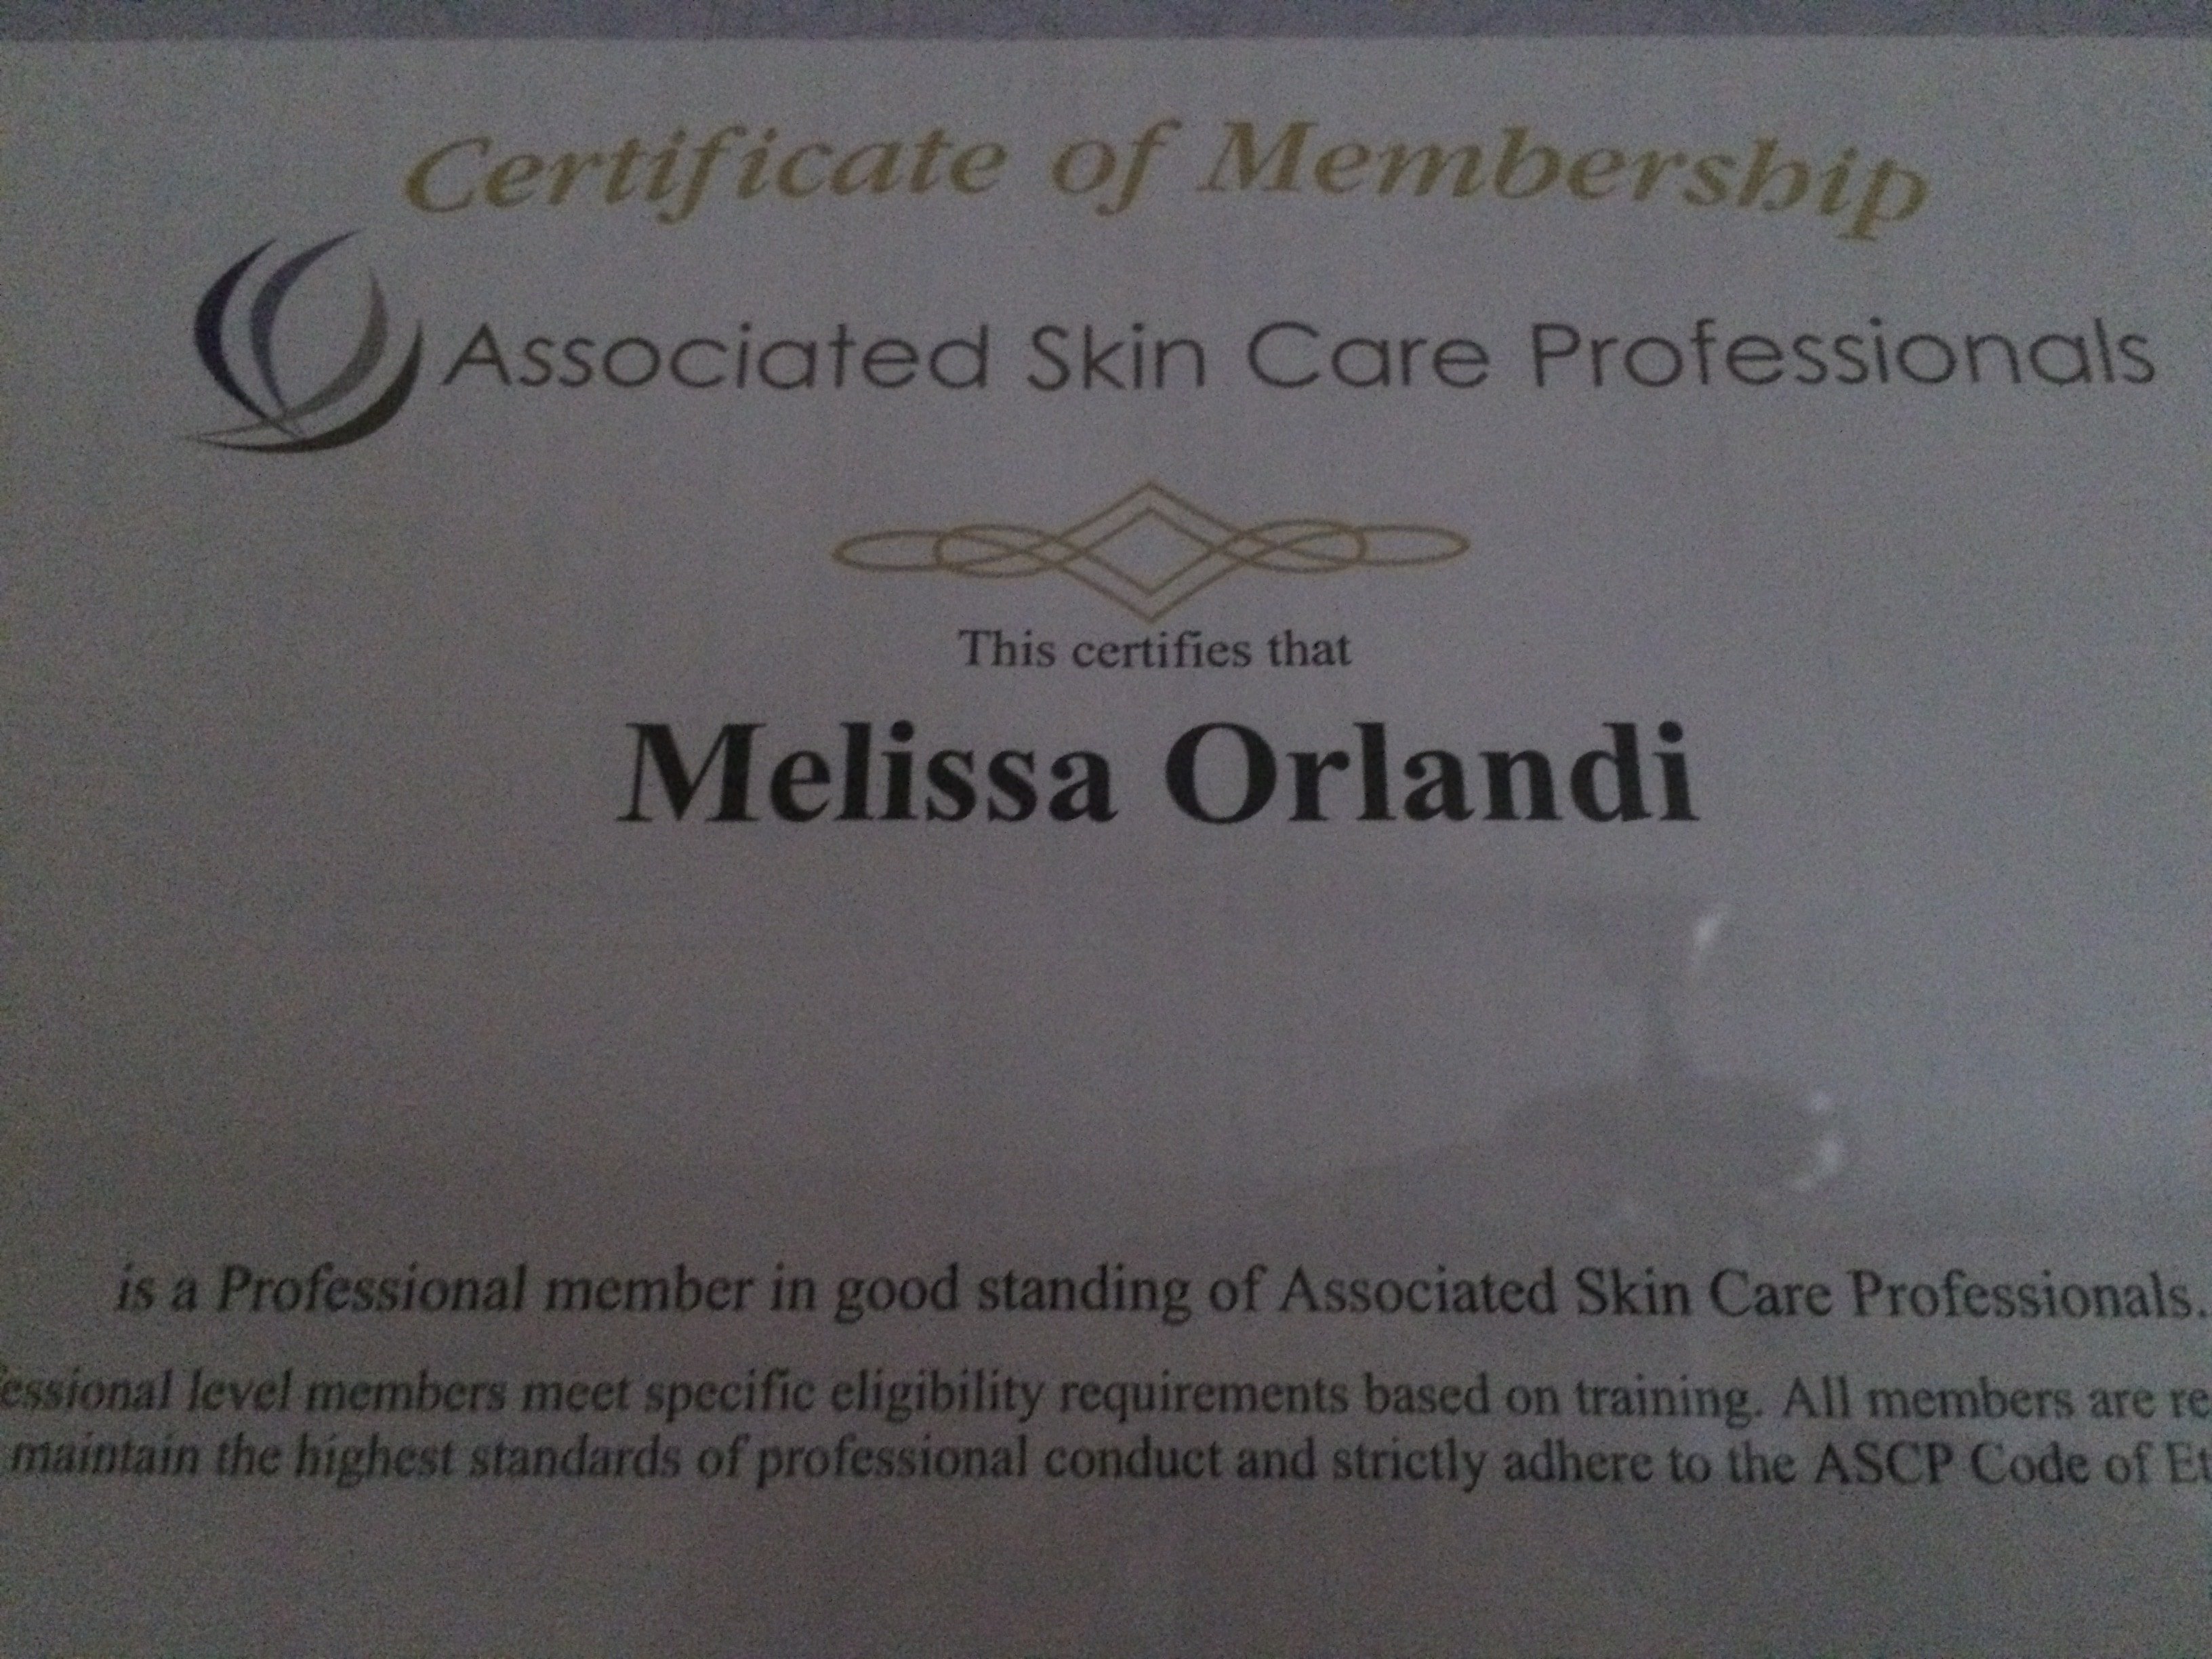 Certificate of Membership
Associated Skin Care Professionals
This certifies that
Melissa Orlandi
is a Professional member in good standing of Associated Skin Care Professionals.
essional level members meet specific eligibility requirements based on training. All members are re
maintain the highest standards of professional conduct and strictly adhere to the ASCP Code of Et